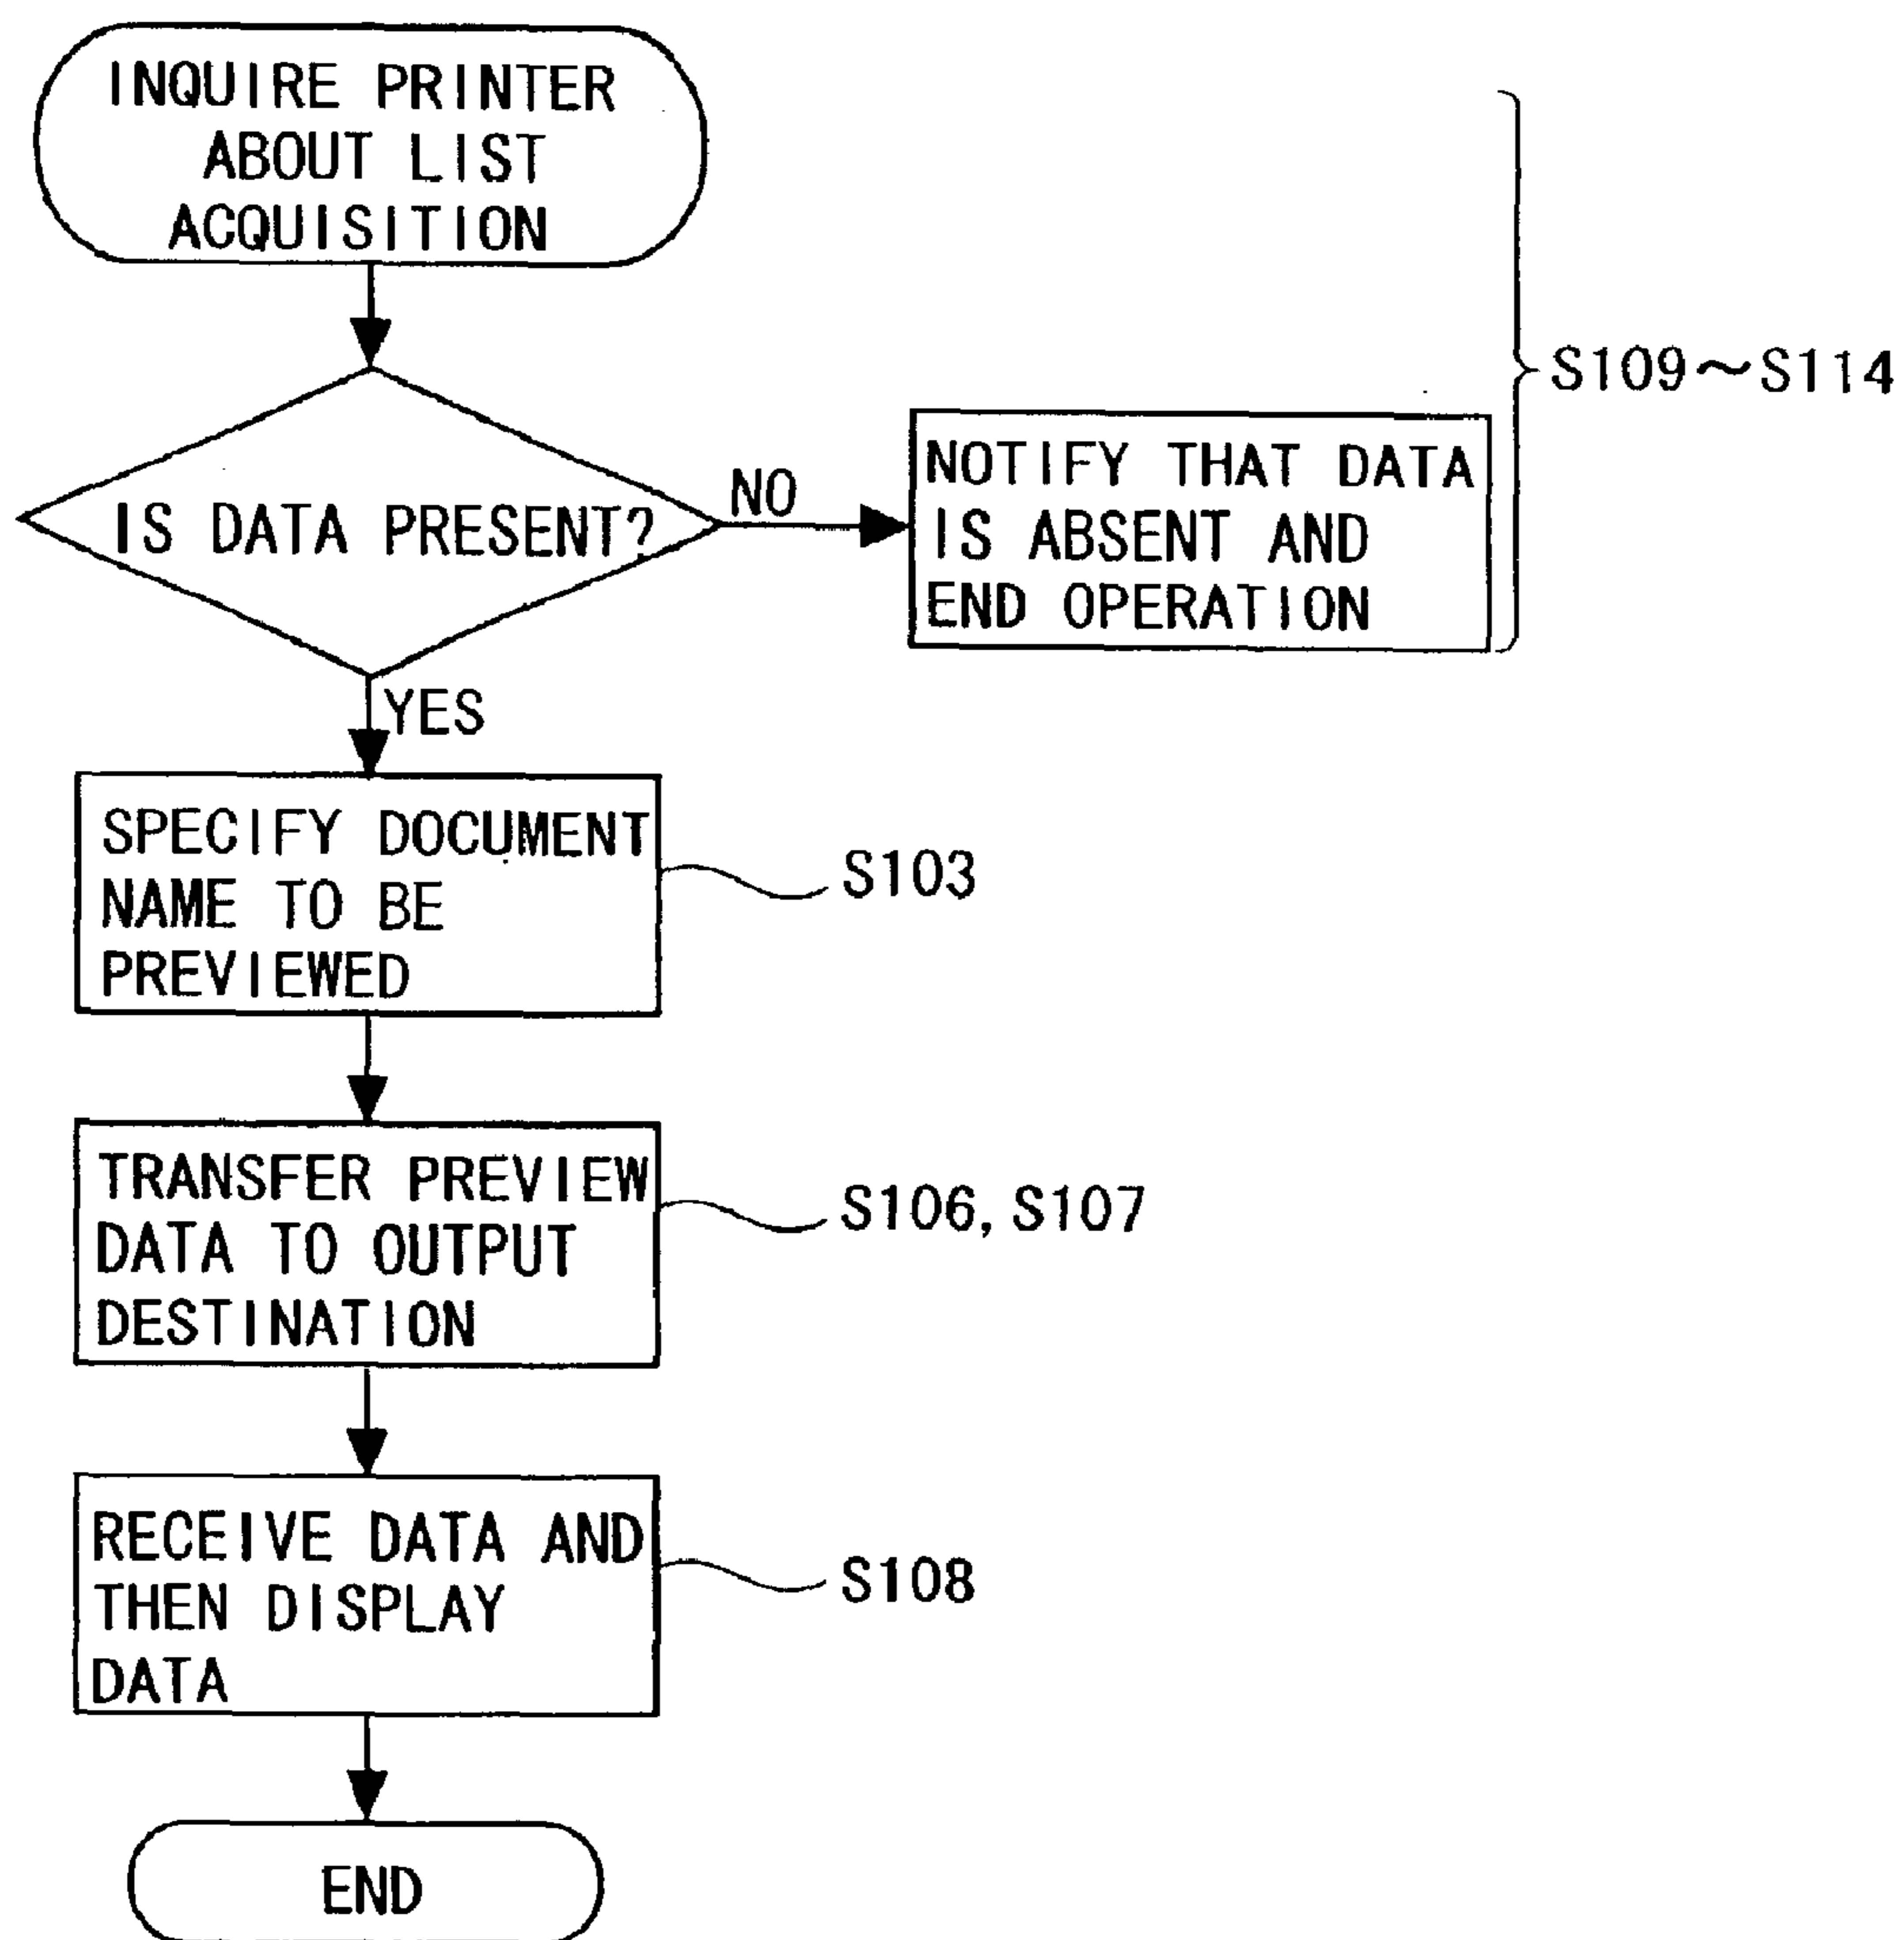 INQUIRE PRINTER
ABOUT LIST
ACQUISITION
IS DATA PRESENT?
NO
NOTIFY THAT DATA
IS ABSENT AND
END OPERATION
S109~S114
YES
SPECIFY DOCUMENT
NAME TO BE
PREVIEWED
S103
TRANSFER PREVIEW
DATA TO OUTPUT
DESTINATION
S106, S107
RECEIVE DATA AND
THEN DISPLAY
DATA
S108
END